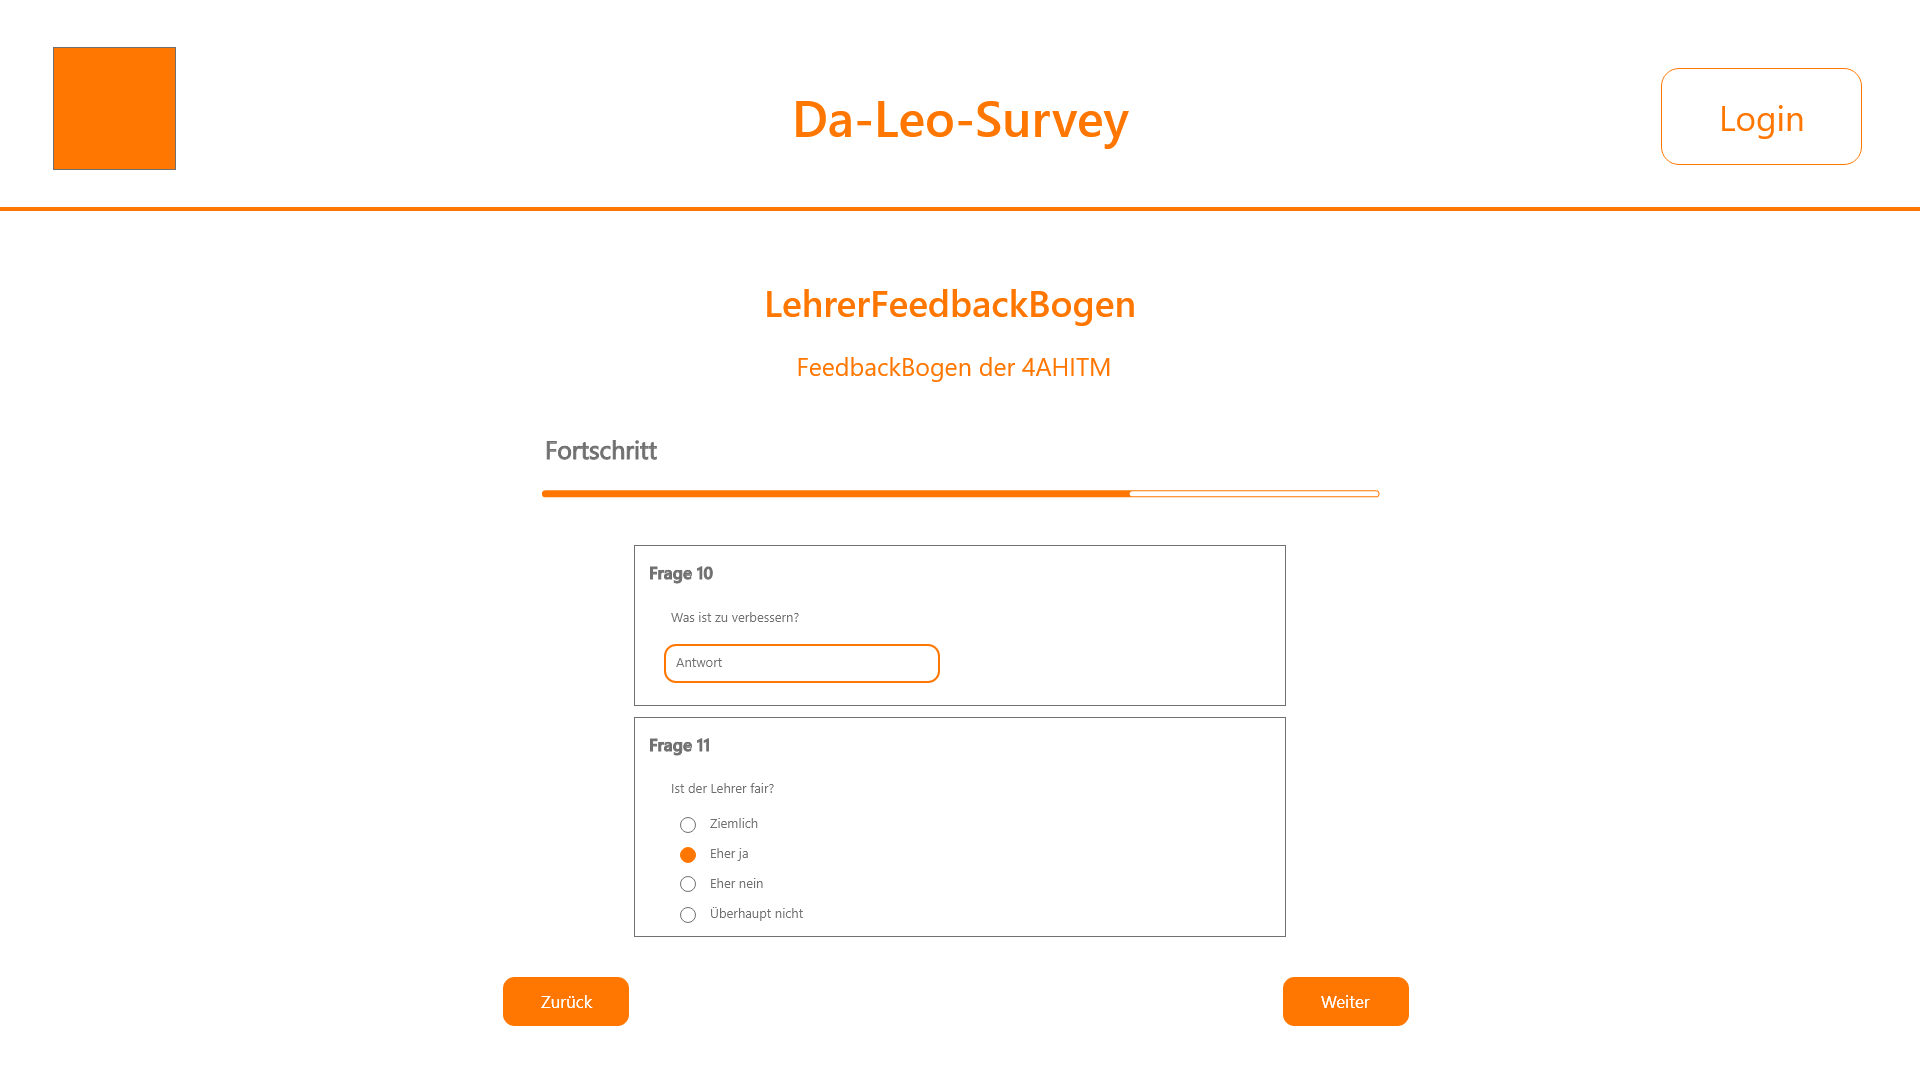 Da-Leo-Survey
Login
LehrerFeedbackBogen
FeedbackBogen der 4AHITM
Fortschritt
Frage 10
Was ist zu verbessern?
Antwort
Frage 11
Ist der Lehrer fair?
Ziemlich
Eher ja
Eher nein
Überhaupt nicht
Zurück
Weiter